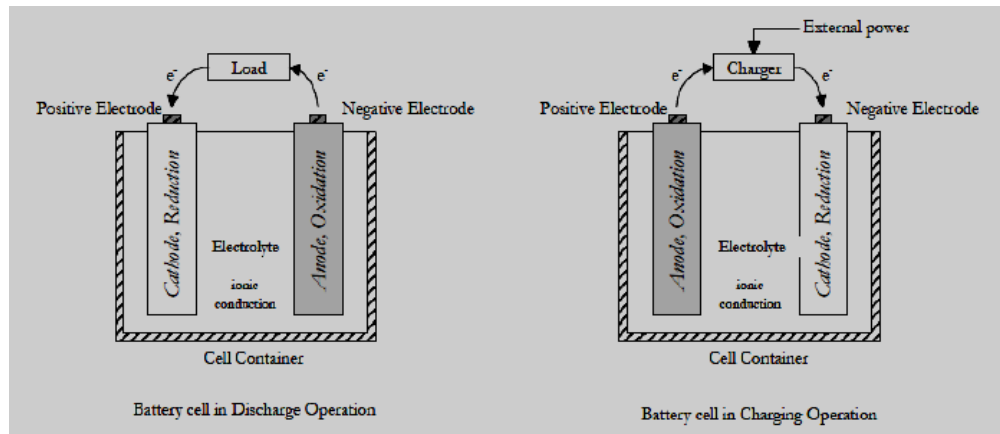 Load
e-
e-
Positive Electrode
Negative Electrode
Cathode, Reduction
Anode, Oxidation
Electrolyte
ionic
conduction
Cell Container
Battery cell in Discharge Operation
External power
Charger
e-
e-
Positive Electrode
Negative Electrode
Anode, Oxidation
Cathode, Reduction
Electrolyte
ionic
conduction
Cell Container
Battery cell in Charging Operation